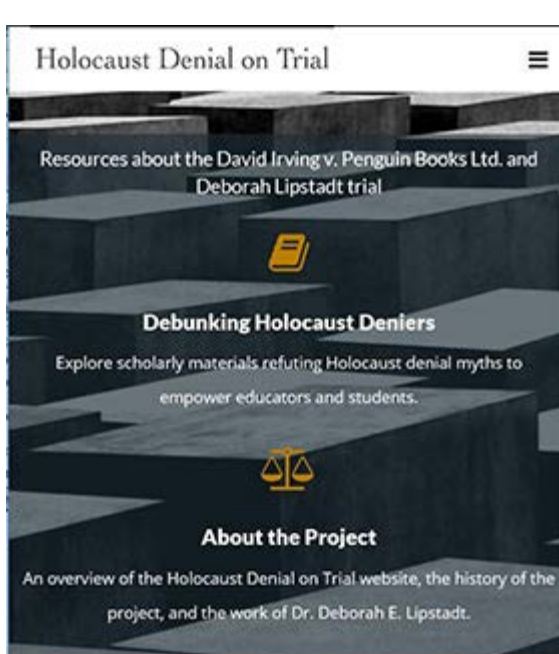 Holocaust Denial on Trial
Resources about the David Irving v. Penguin Books Ltd. and
Deborah Lipstadt trial
Debunking Holocaust Deniers
Explore scholarly materials refuting Holocaust denial myths to
empower educators and students.
About the Project
An overview of the Holocaust Denial on Trial website, the history of the
project, and the work of Dr. Deborah E. Lipstadt.